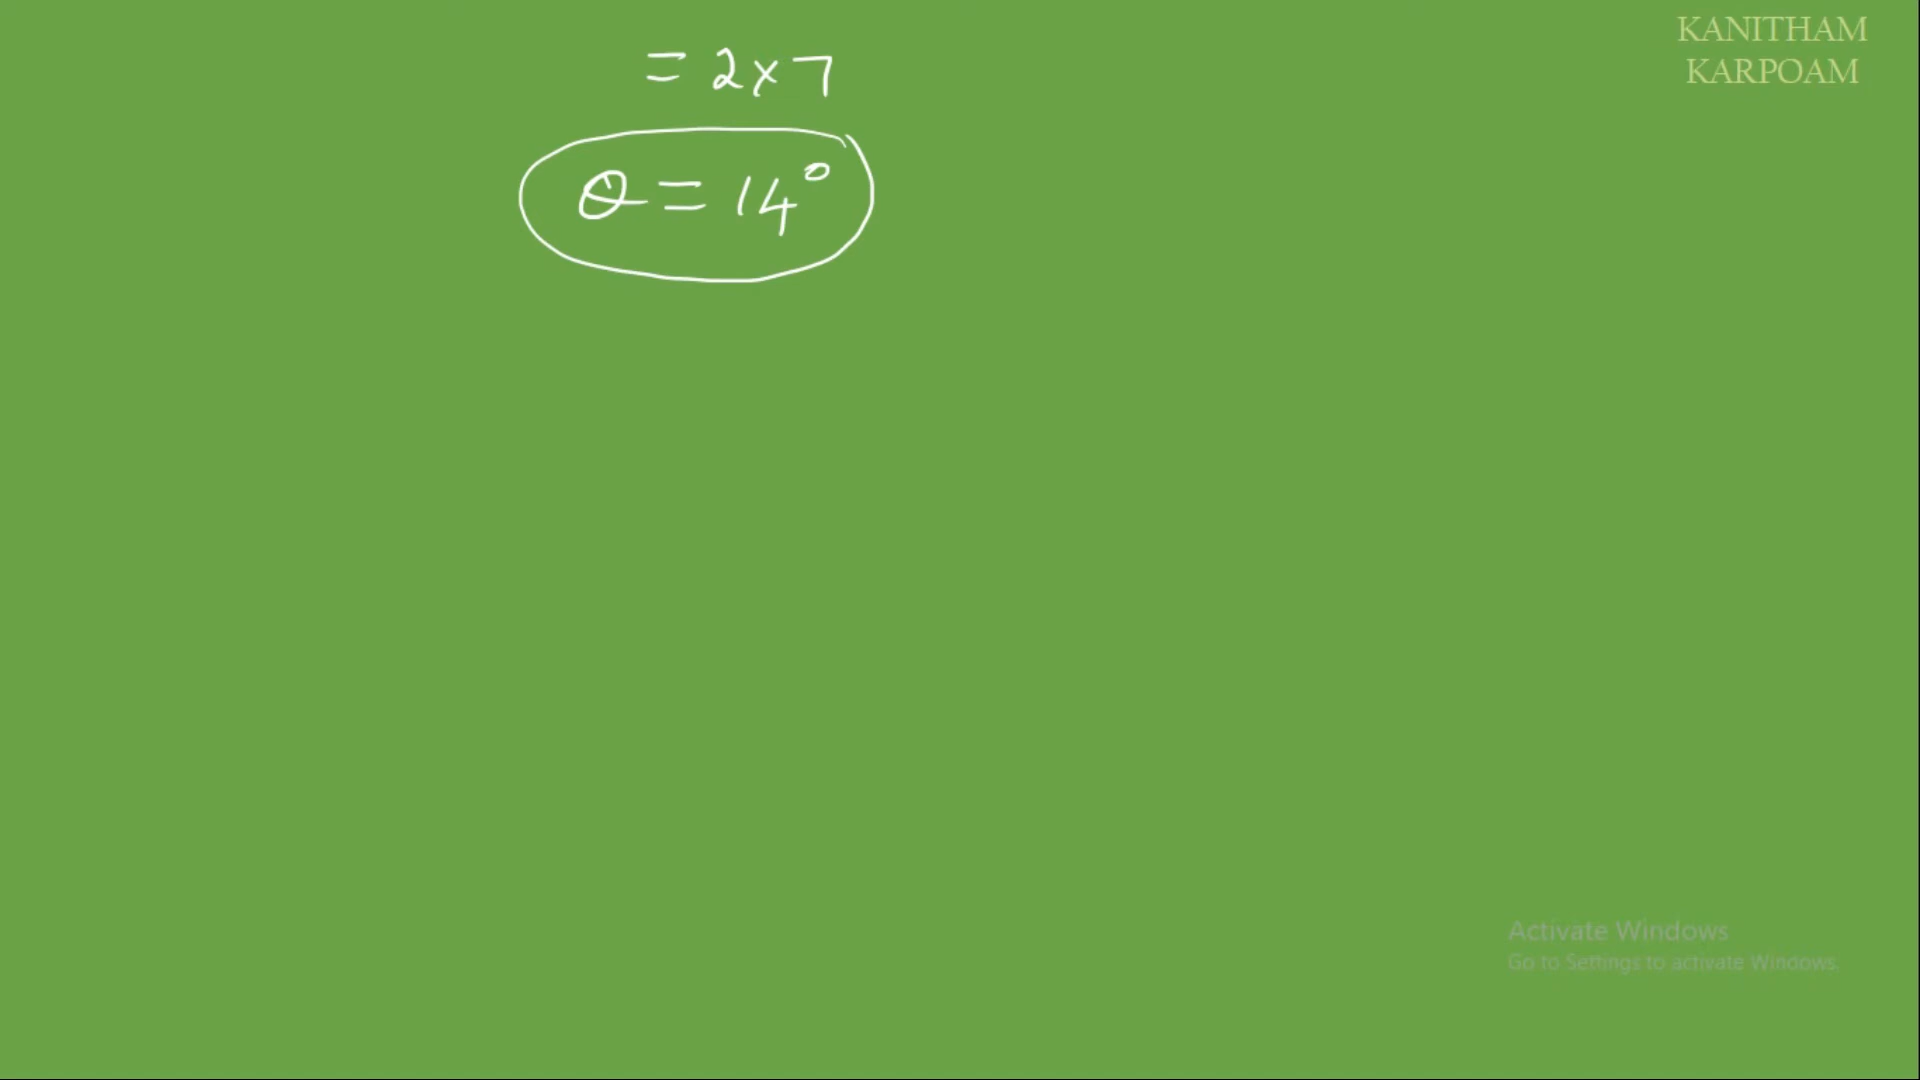 = 2 x 7
θ = 14°
KANITHAM
KARPOAM
Activate Windows
Go to Settings to activate Windows.